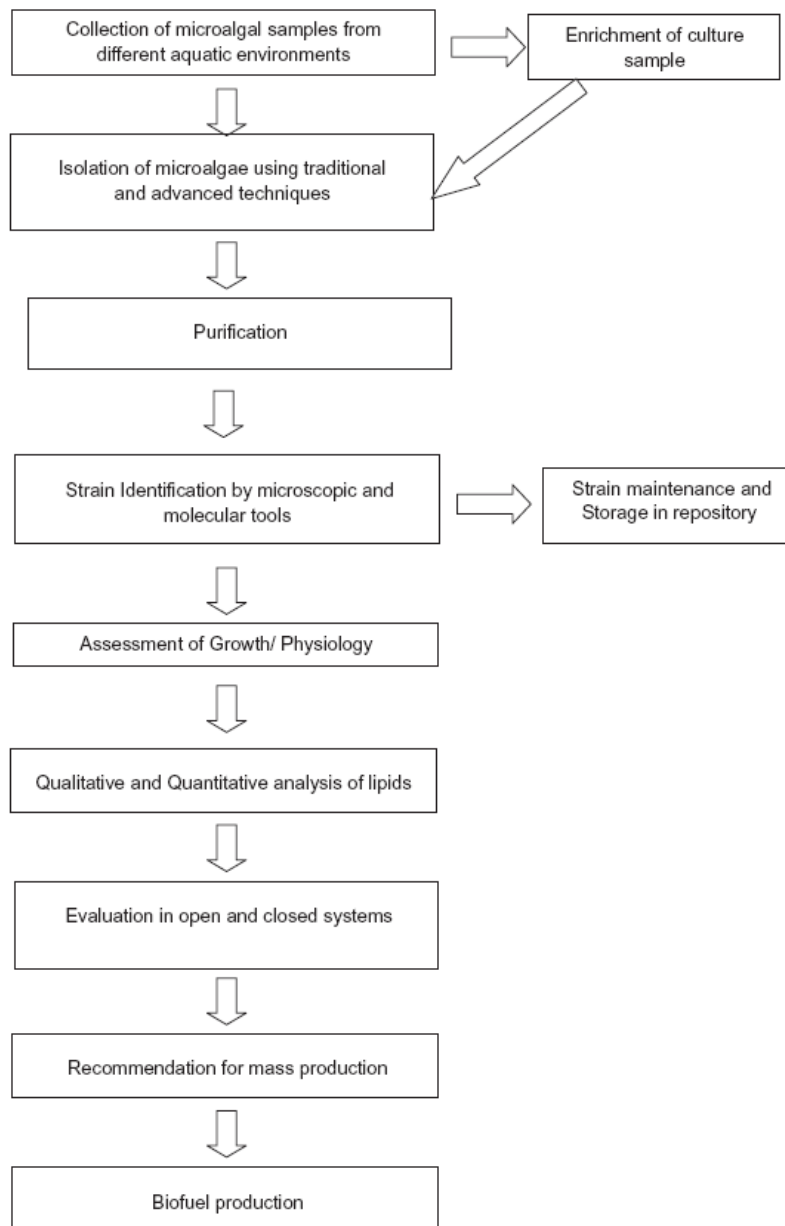 Collection of microalgal samples from
different aquatic environments
Enrichment of culture
sample
Isolation of microalgae using traditional
and advanced techniques
Purification
Strain Identification by microscopic and
molecular tools
Strain maintenance and
Storage in repository
Assessment of Growth/ Physiology
Qualitative and Quantitative analysis of lipids
Evaluation in open and closed systems
Recommendation for mass production
Biofuel production